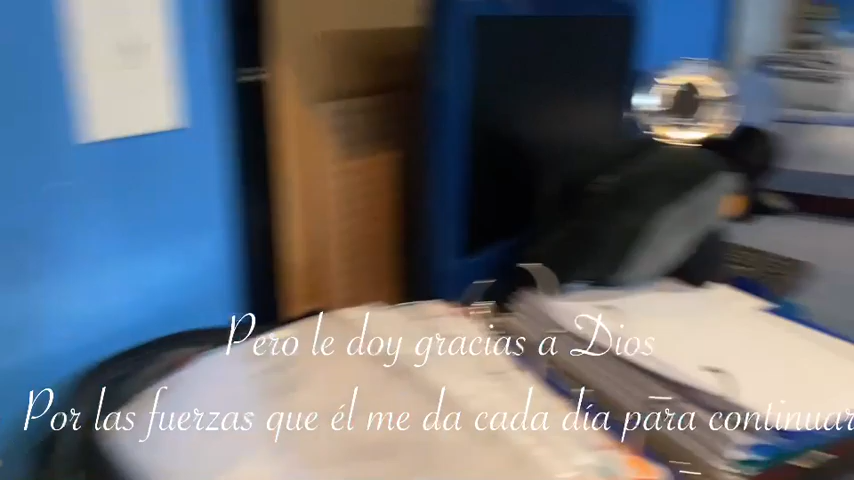 Pero le doy gracias a Dios
Por las fuerzas que él me da cada día para continuar